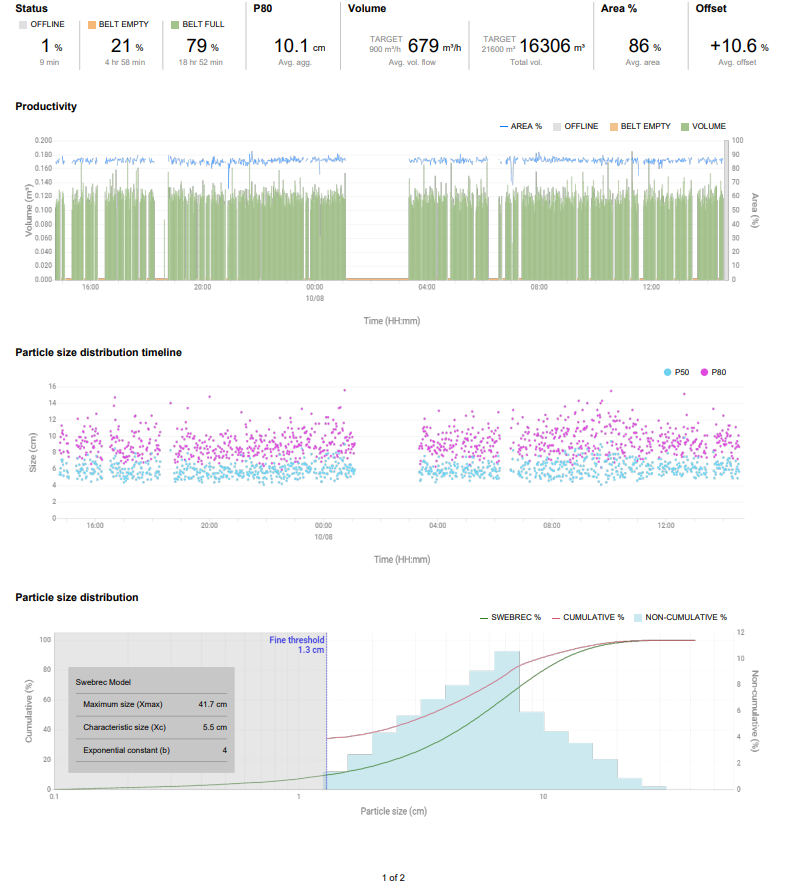 Status
OFFLINE BELT EMPTY BELT FULL
1 % 21 % 79 %
9 min 4 hr 58 min 18 hr 52 min
P80
10.1 cm
Avg. agg.
Volume
TARGET
900 m³/h 679 m³/h
Avg. vol. flow
TARGET
21600 m³ 16306 m³
Total vol.
Area %
86 %
Avg. area
Offset
+10.6 %
Avg. offset
Productivity
AREA % OFFLINE BELT EMPTY VOLUME
0.200
0.180
0.160
0.140
0.120
0.100
0.080
0.060
0.040
0.020
0.000
Volume (m³)
100
90
80
70
60
50
40
30
20
10
0
Area (%)
16:00 20:00 00:00 04:00 08:00 12:00
10/08
Time (HH:mm)
Particle size distribution timeline
P50 P80
16
14
12
10
8
6
4
2
0
Size (cm)
16:00 20:00 00:00 04:00 08:00 12:00
10/08
Time (HH:mm)
Particle size distribution
SWEBREC % CUMULATIVE % NON-CUMULATIVE %
100
80
60
40
20
0
Cumulative (%)
Fine threshold
1.3 cm
Swebrec Model
Maximum size (Xmax) 41.7 cm
Characteristic size (Xc) 5.5 cm
Exponential constant (b) 4
12
10
8
6
4
2
0
Non-cumulative (%)
0.1 1 10
Particle size (cm)
1 of 2